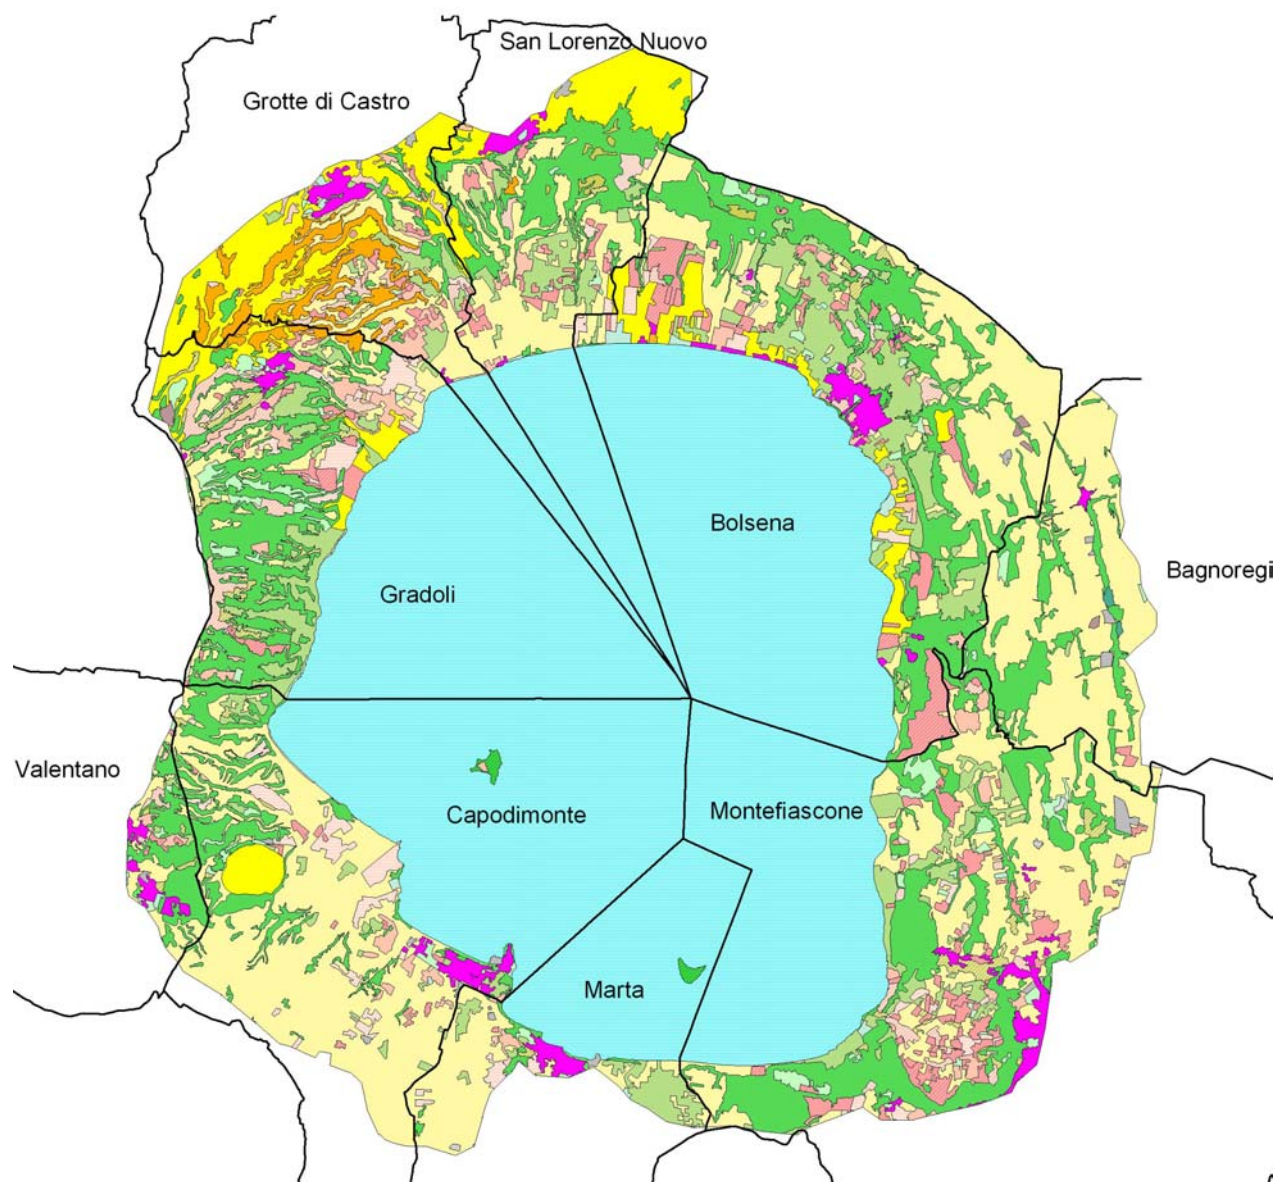 San Lorenzo Nuovo
Grotte di Castro
Bolsena
Bagnoregi
Gradoli
Valentano
Capodimonte
Montefiascone
Marta